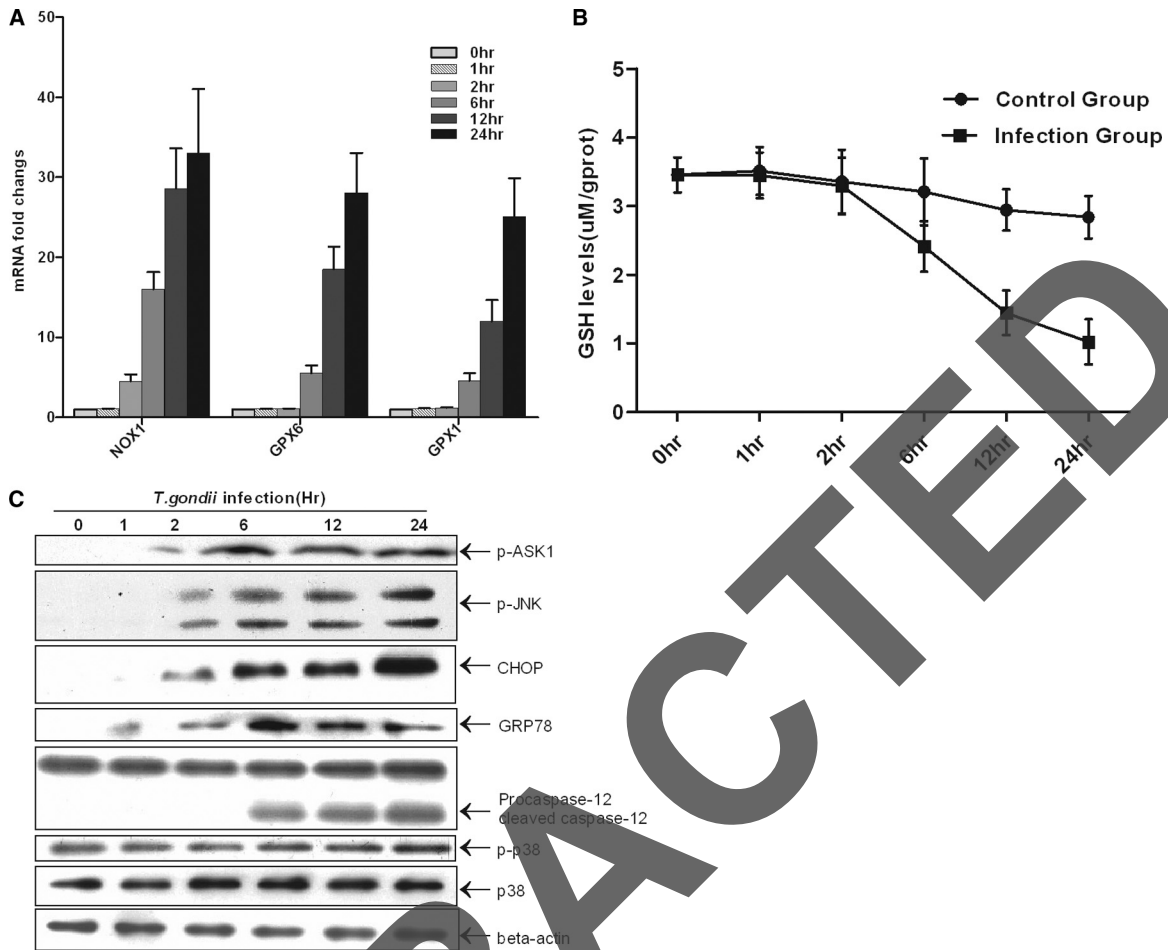 A
50
40
30
20
10
0
mRNA fold changs
0hr
1hr
2hr
6hr
12hr
24hr
NOX1
GPX6
GPX1
B
5
4
3
2
1
0
GSH levels(uM/gprot)
Control Group
Infection Group
0hr
1hr
2hr
6hr
12hr
24hr
C
T.gondii infection(Hr)
0 1 2 6 12 24
p-ASK1
p-JNK
CHOP
GRP78
Procaspase-12
cleaved caspase-12
p-p38
p38
beta-actin
ACTED